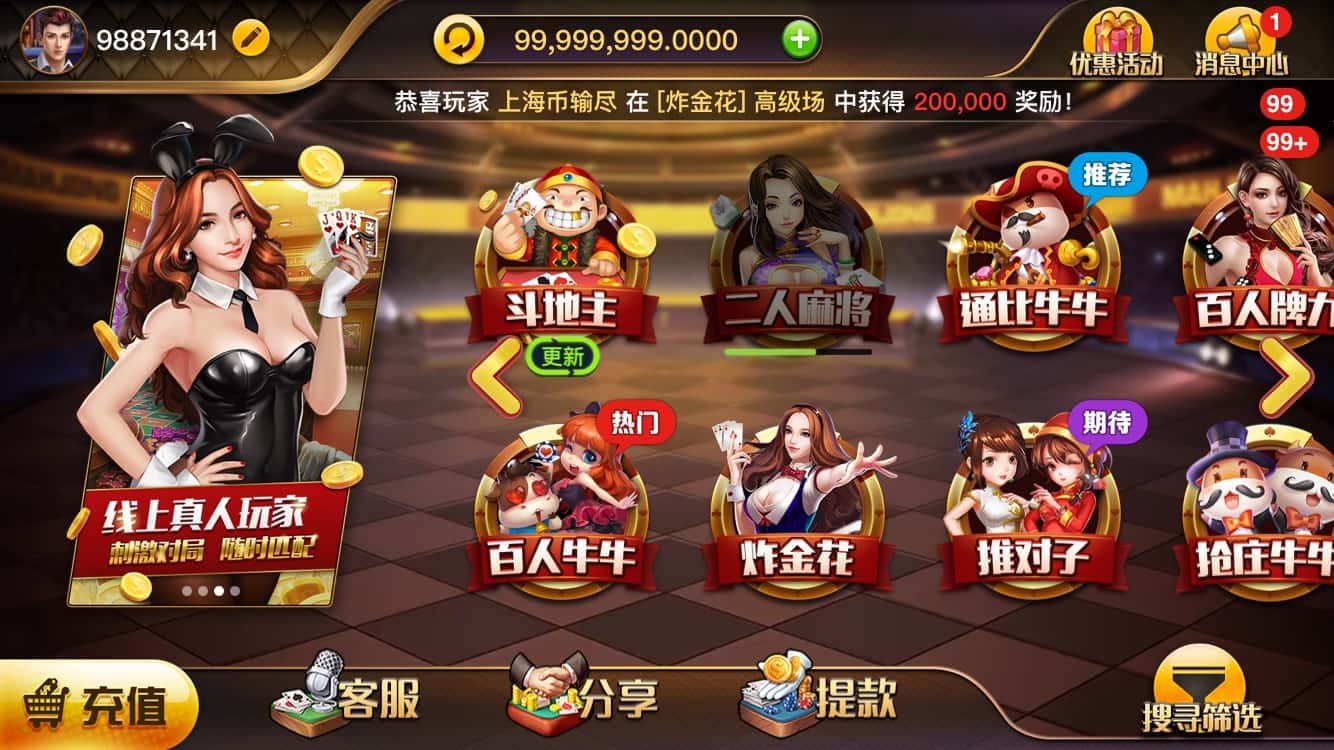 98871341
99,999,999.0000
优惠活动
消息中心
1
恭喜玩家 上海币输尽 在 [炸金花] 高级场 中获得 200,000 奖励!
99
99+
斗地主
更新
二人麻将
推荐
通比牛牛
百人牌九
线上真人玩家
刺激对局 随时匹配
热门
百人牛牛
炸金花
期待
推对子
抢庄牛牛
充值
客服
分享
提款
搜寻筛选